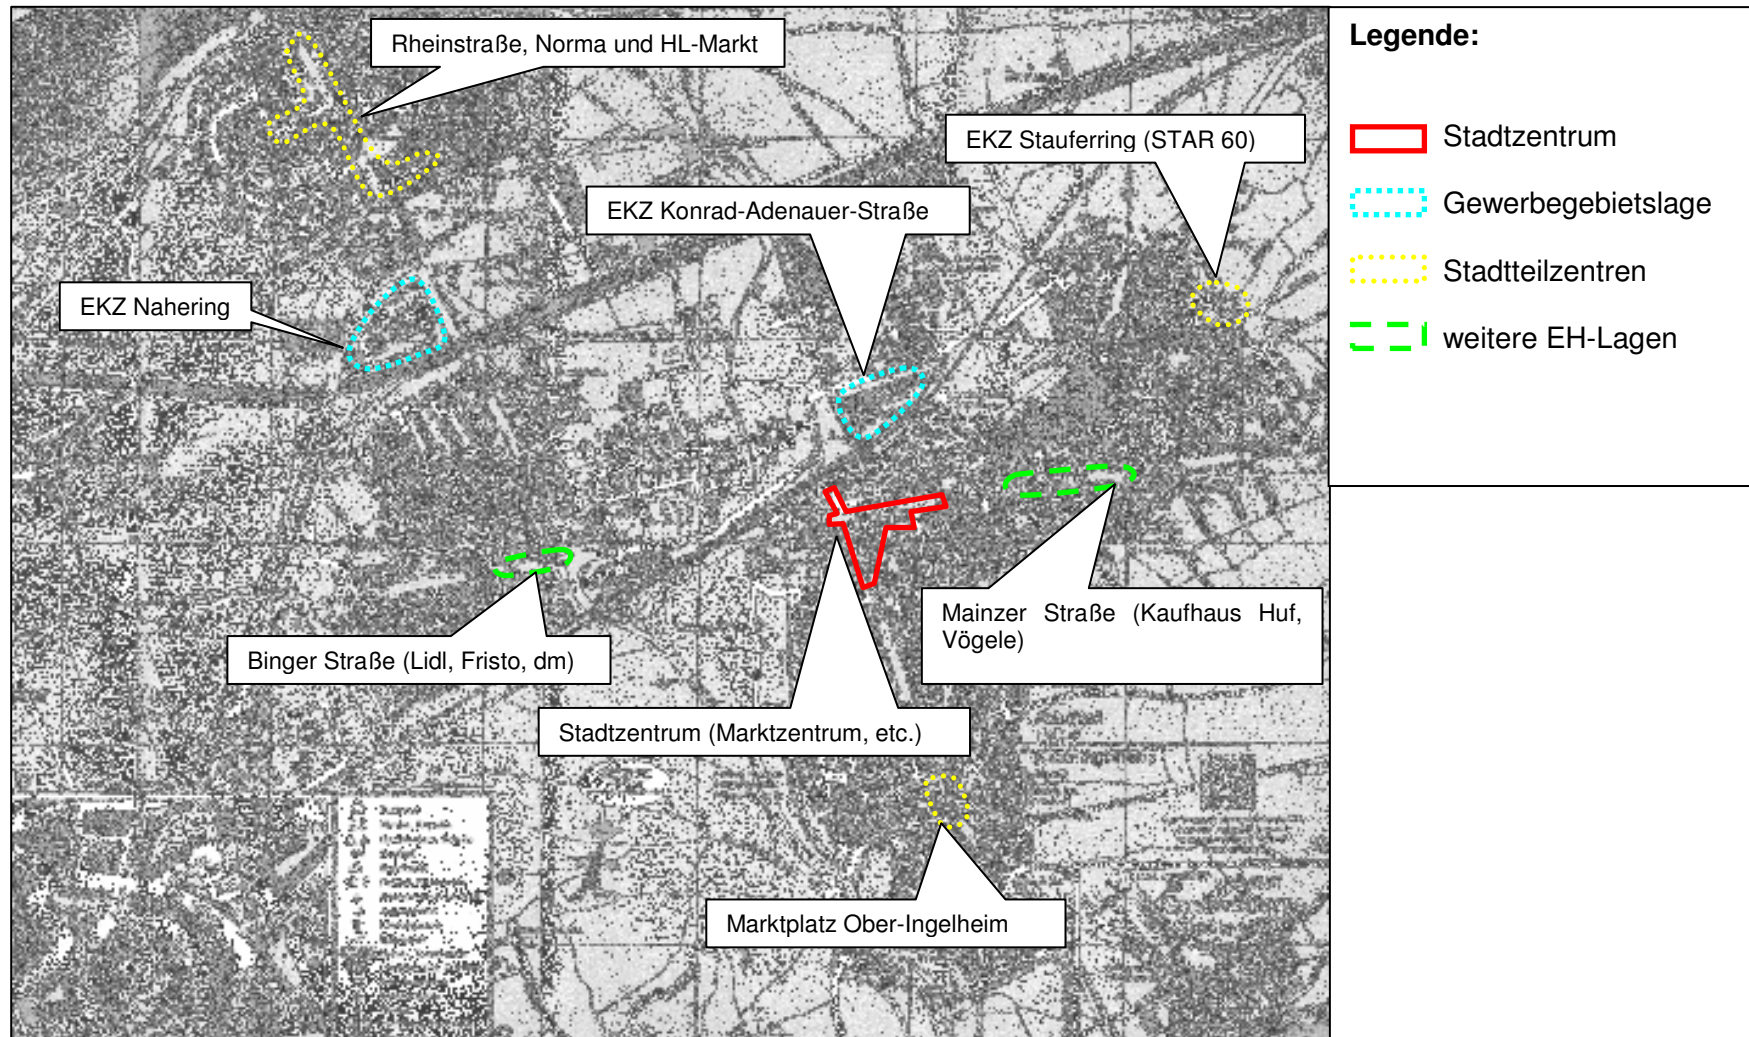 Rheinstraße, Norma und HL-Markt
EKZ Stauferring (STAR 60)
EKZ Konrad-Adenauer-Straße
EKZ Nahering
Mainzer Straße (Kaufhaus Huf,
Vögele)
Binger Straße (Lidl, Fristo, dm)
Stadtzentrum (Marktzentrum, etc.)
Marktplatz Ober-Ingelheim
Legende:
Stadtzentrum
Gewerbegebietslage
Stadtteilzentren
weitere EH-Lagen